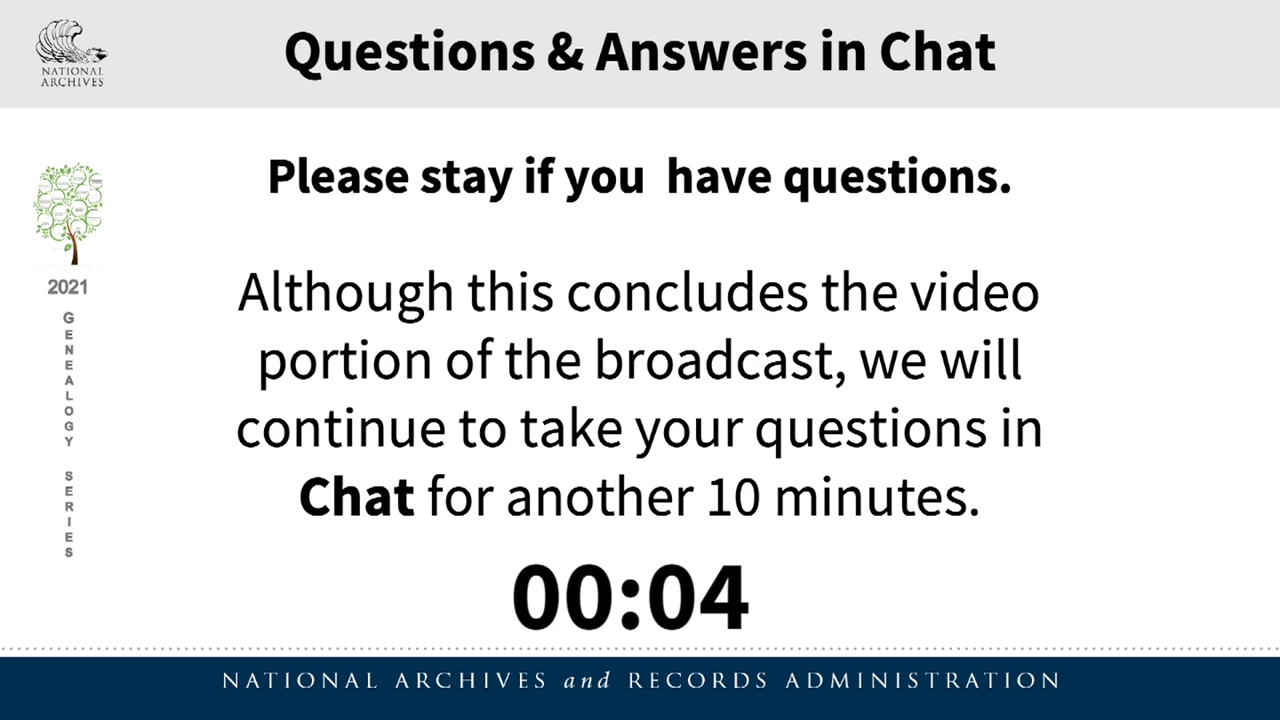 NATIONAL
ARCHIVES
Questions & Answers in Chat
Please stay if you  have questions.
2021
GENEALOGY SERIES
Although this concludes the video
portion of the broadcast, we will
continue to take your questions in
Chat for another 10 minutes.
00:04
NATIONAL ARCHIVES and RECORDS ADMINISTRATION